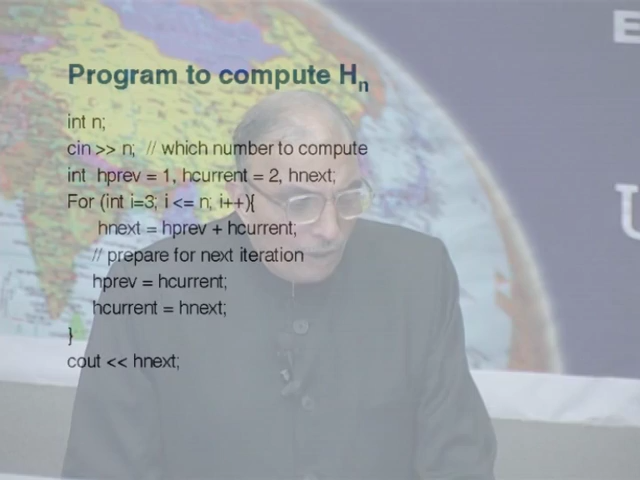 Program to compute Hn
int n;
cin >> n; // which number to compute
int hprev = 1, hcurrent = 2, hnext;
For (int i=3; i <= n; i++){
hnext = hprev + hcurrent;
// prepare for next iteration
hprev = hcurrent;
hcurrent = hnext;
}
cout << hnext;
E
U